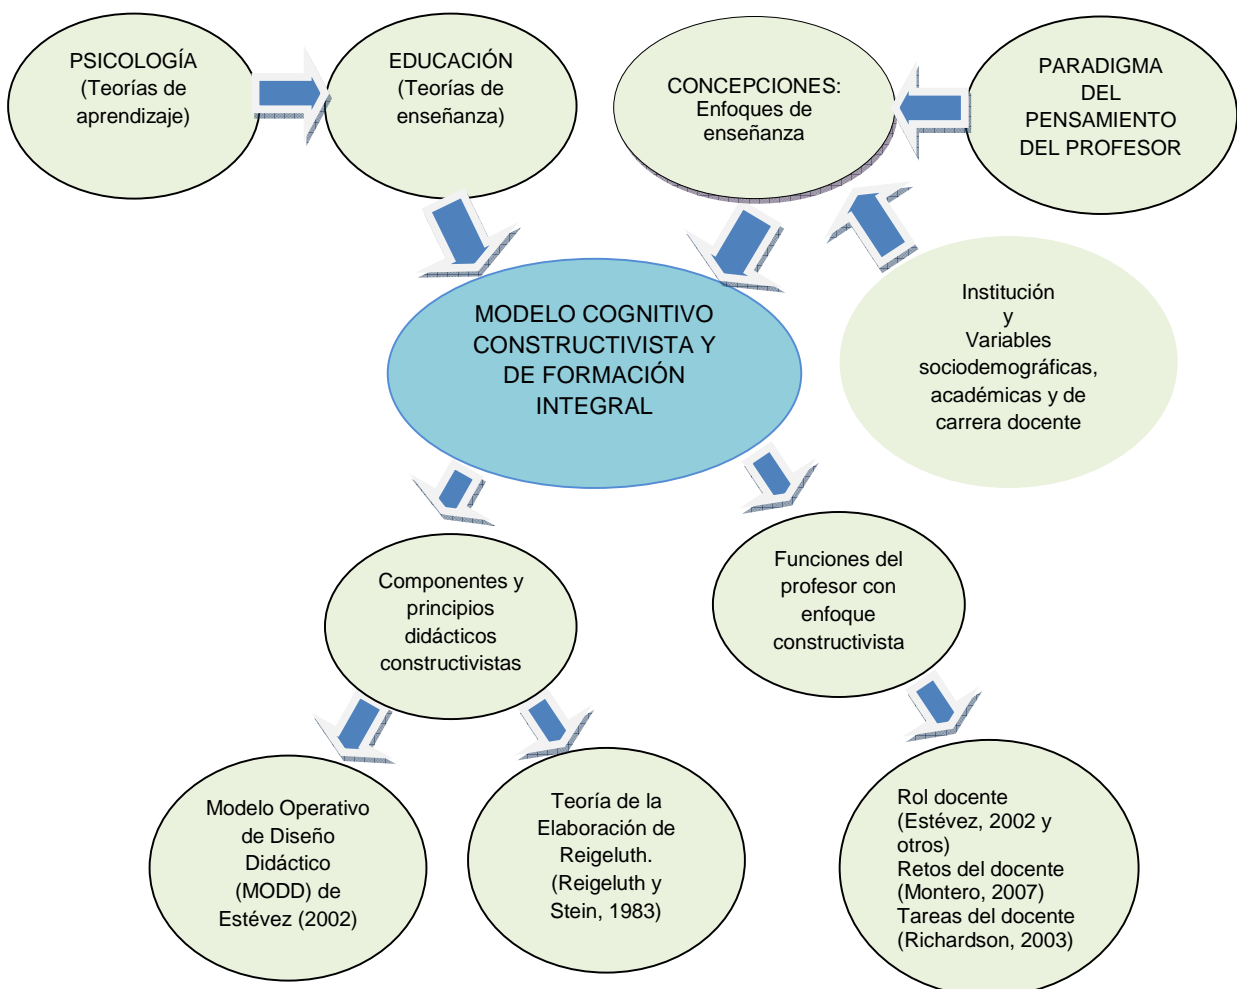 PSICOLOGÍA
(Teorías de
aprendizaje)
EDUCACIÓN
(Teorías de
enseñanza)
CONCEPCIONES:
Enfoques de
enseñanza
PARADIGMA
DEL
PENSAMIENTO
DEL PROFESOR
MODELO COGNITIVO
CONSTRUCTIVISTA Y
DE FORMACIÓN
INTEGRAL
Institución
y
Variables
sociodemográficas,
académicas y de
carrera docente
Componentes y
principios
didácticos
constructivistas
Funciones del
profesor con
enfoque
constructivista
Modelo Operativo
de Diseño
Didáctico
(MODD) de
Estévez (2002)
Teoría de la
Elaboración de
Reigeluth.
(Reigeluth y
Stein, 1983)
Rol docente
(Estévez, 2002 y
otros)
Retos del docente
(Montero, 2007)
Tareas del docente
(Richardson, 2003)